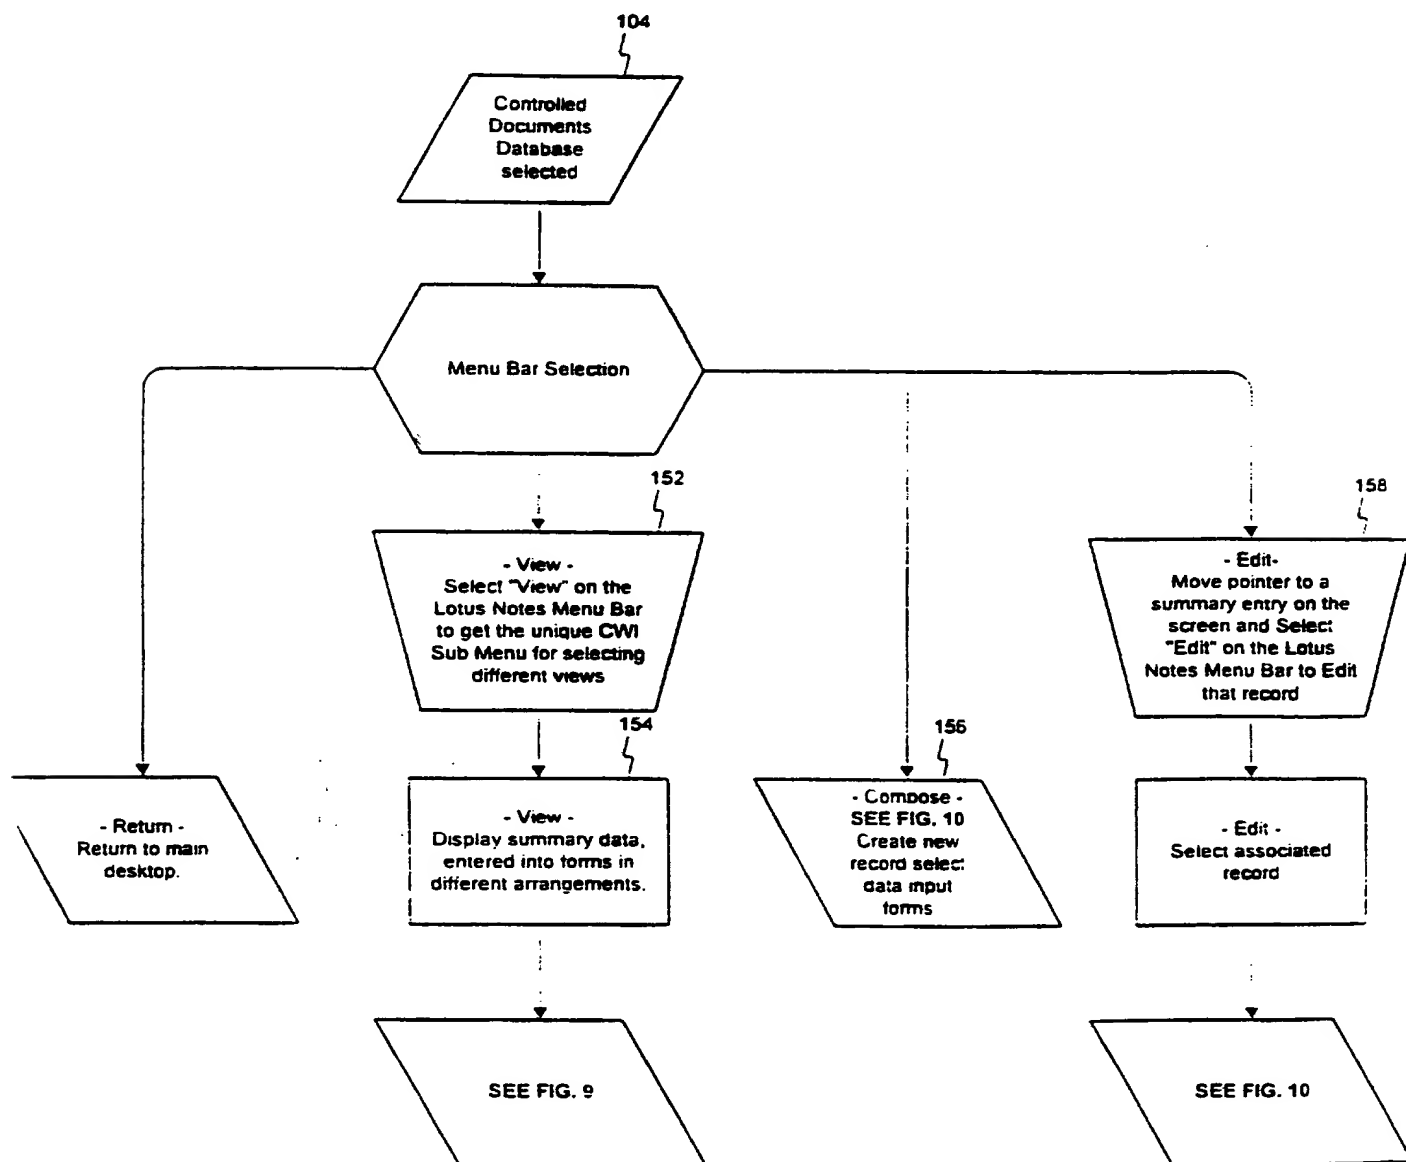 104
Controlled
Documents
Database
selected
Menu Bar Selection
152
- View -
Select "View" on the
Lotus Notes Menu Bar
to get the unique CWI
Sub Menu for selecting
different views
158
- Edit-
Move pointer to a
summary entry on the
screen and Select
"Edit" on the Lotus
Notes Menu Bar to Edit
that record
- Return -
Return to main
desktop.
154
- View -
Display summary data,
entered into forms in
different arrangements.
156
- Compose -
SEE FIG. 10
Create new
record select
data input
forms
- Edit -
Select associated
record
SEE FIG. 9
SEE FIG. 10